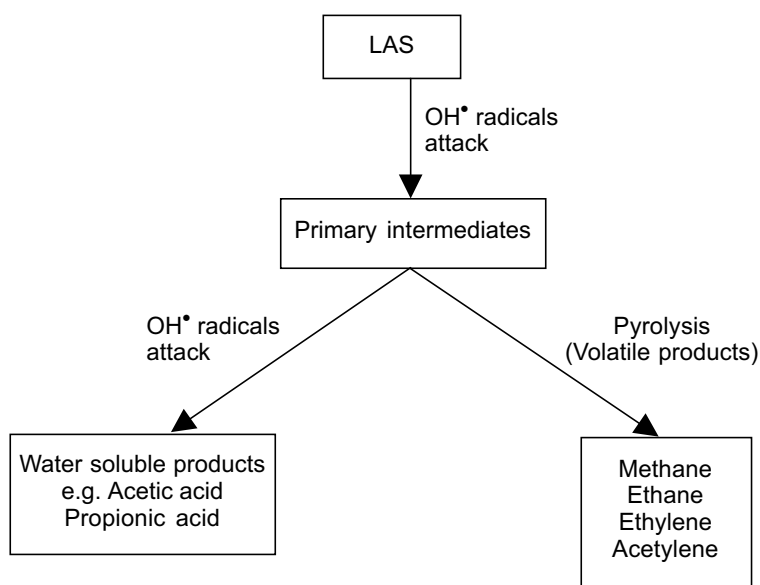 LAS
OH• radicals
attack
Primary intermediates
OH• radicals
attack
Pyrolysis
(Volatile products)
Water soluble products
e.g. Acetic acid
Propionic acid
Methane
Ethane
Ethylene
Acetylene